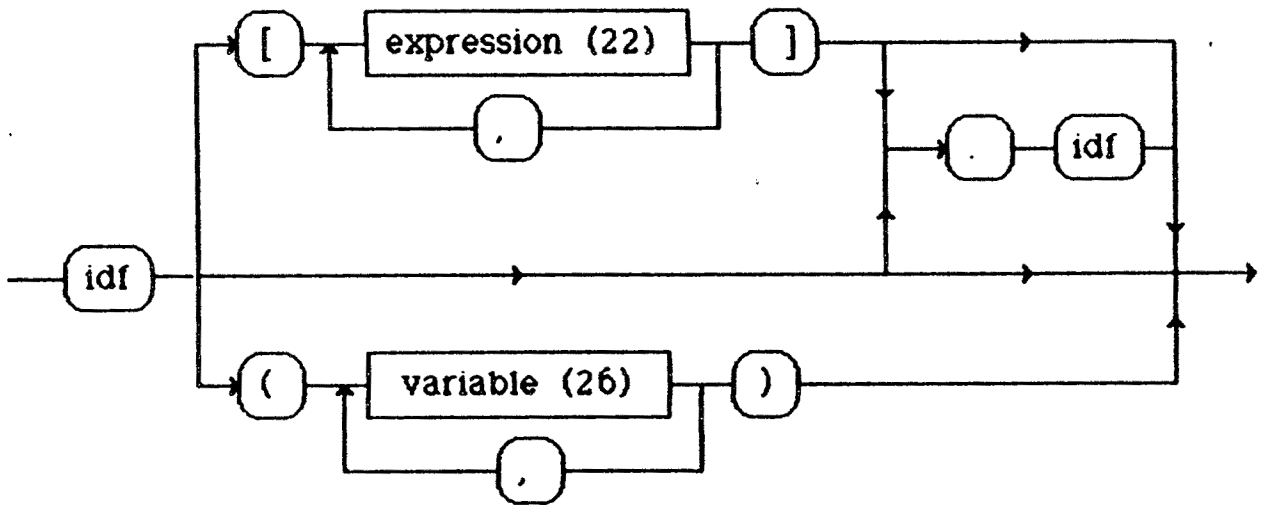 [ expression (22) ]
,
. idf
idf
( variable (26) )
,